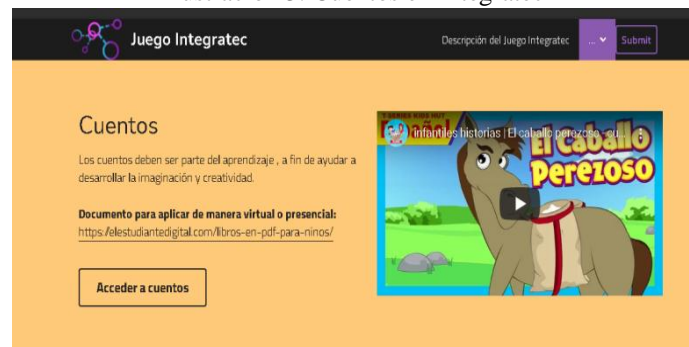 Juego Integratec
Descripción del Juego Integratec
... Submit
Cuentos
Los cuentos deben ser parte del aprendizaje , a fin de ayudar a
desarrollar la imaginación y creatividad.
Documento para aplicar de manera virtual o presencial:
https:/elestudiantedigital.com/libros-en-pdf-para-ninos/
Acceder a cuentos
infantiles historias | El caballo perezoso - cu...
El Caballo
Perezoso